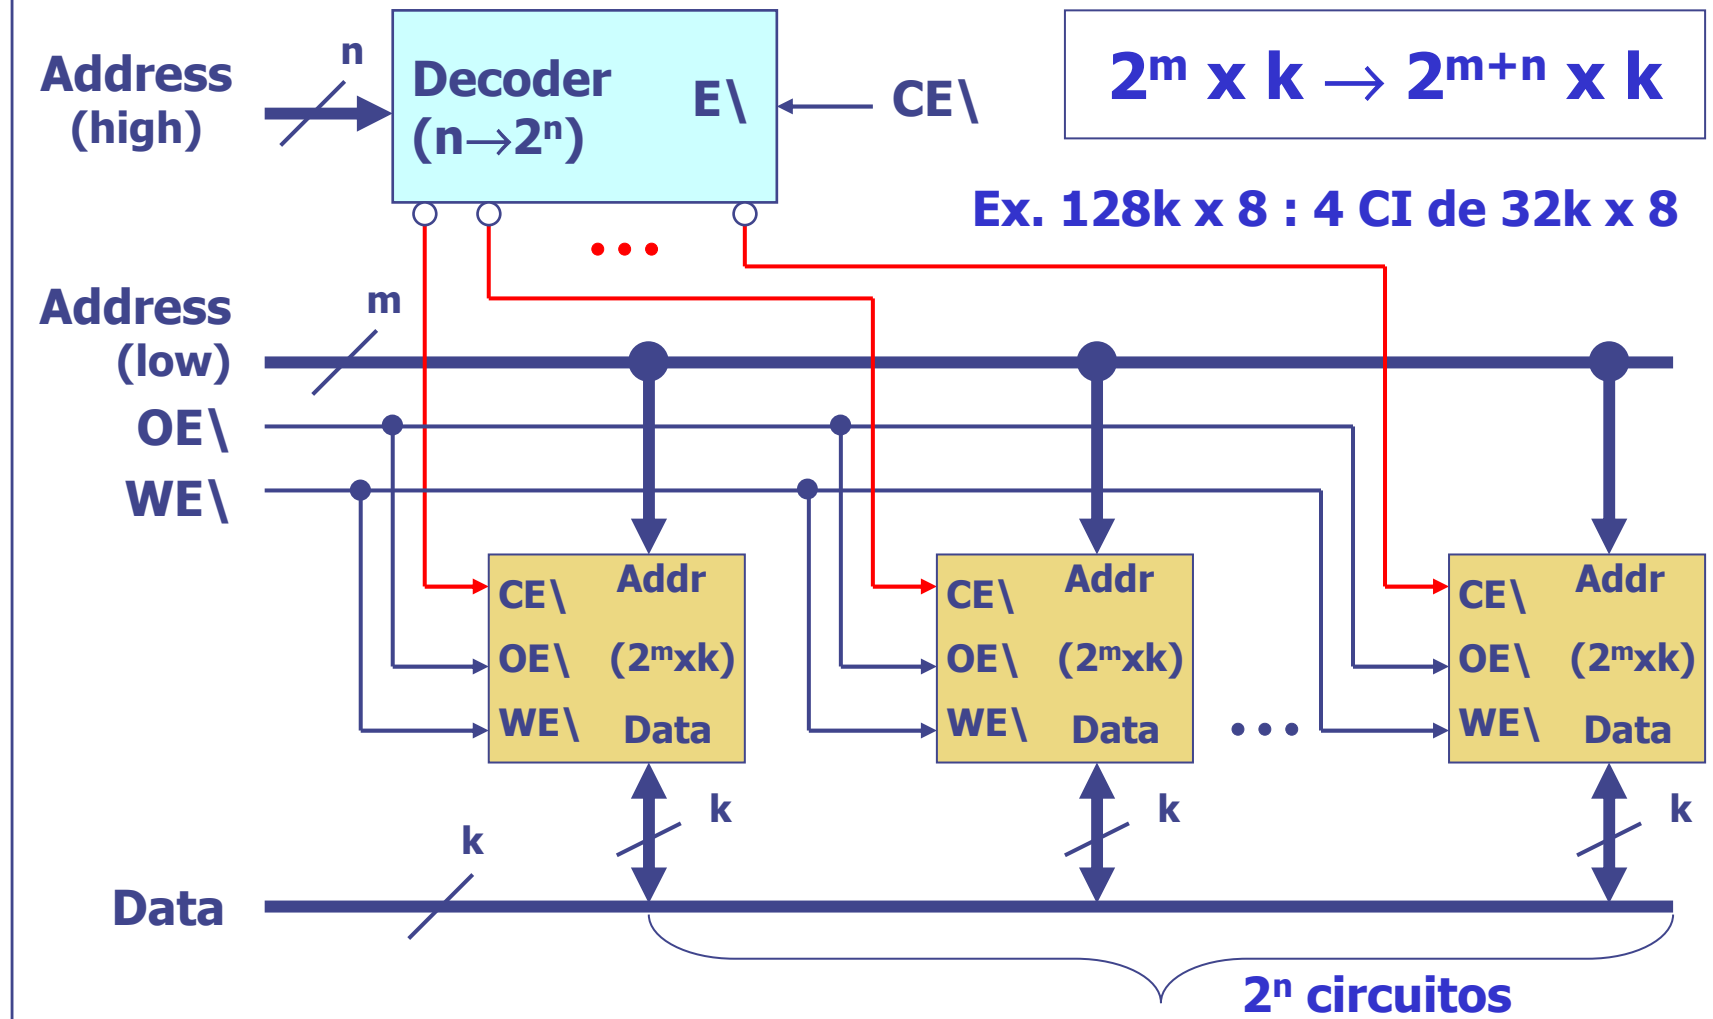 Address
(high)
n
Decoder
(n→2ⁿ)
E\
CE\
2ᵐ x k → 2ᵐ⁺ⁿ x k
Ex. 128k x 8 : 4 CI de 32k x 8
• • •
Address
(low)
m
OE\
WE\
CE\ Addr
OE\ (2ᵐxk)
WE\ Data
CE\ Addr
OE\ (2ᵐxk)
WE\ Data
• • •
CE\ Addr
OE\ (2ᵐxk)
WE\ Data
k
k
k
k
Data
2ⁿ circuitos